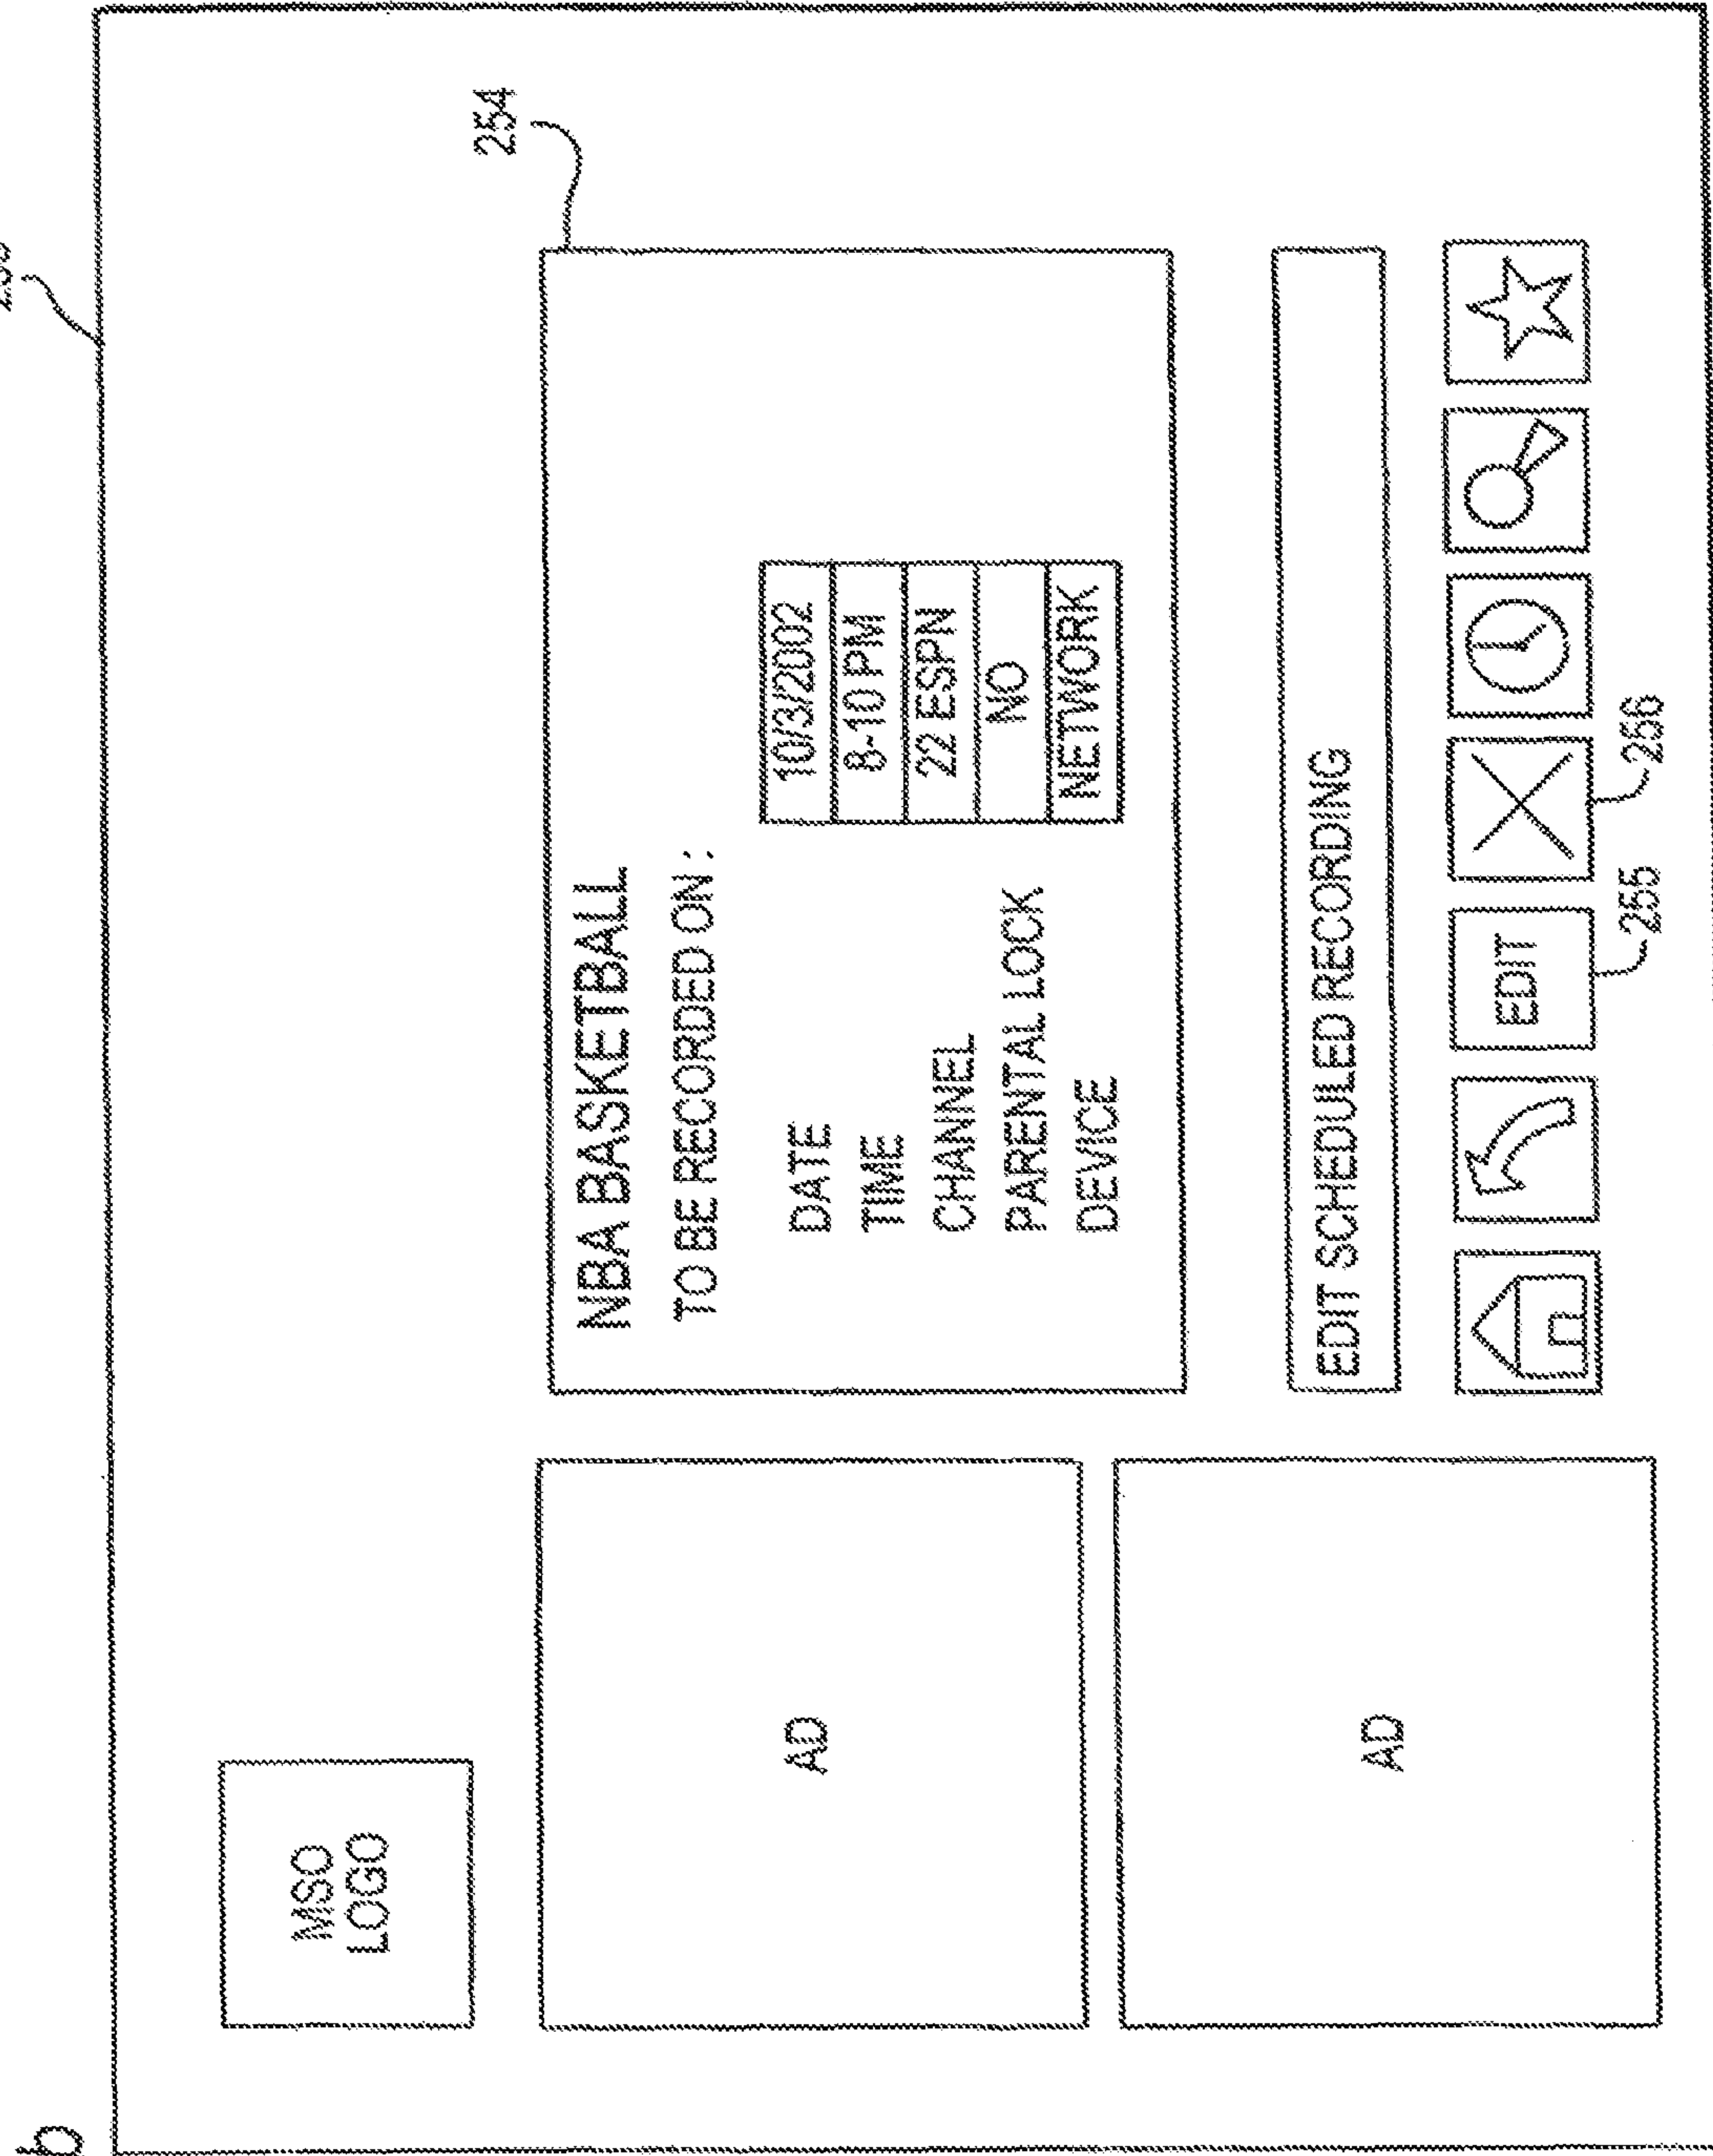 254
MSO
LOGO
NBA BASKETBALL
TO BE RECORDED ON :
DATE 10/3/2002
TIME 8-10 PM
CHANNEL 22 ESPN
PARENTAL LOCK NO
DEVICE NETWORK
AD
AD
EDIT SCHEDULED RECORDING
EDIT
255
256
b